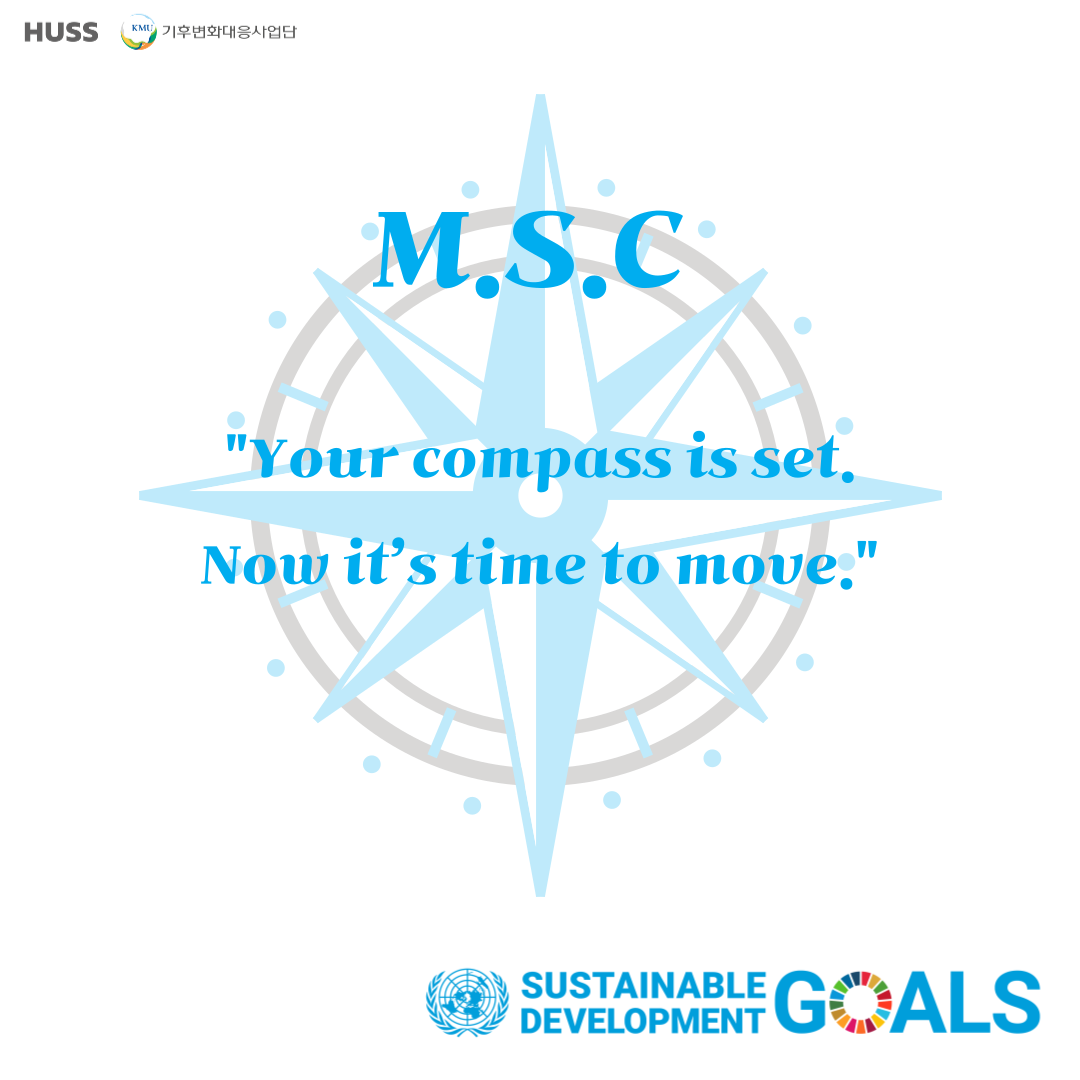 HUSS KMU 기후변화대응사업단
M.S.C
"Your compass is set.
Now it’s time to move."
SUSTAINABLE
DEVELOPMENT
GOALS